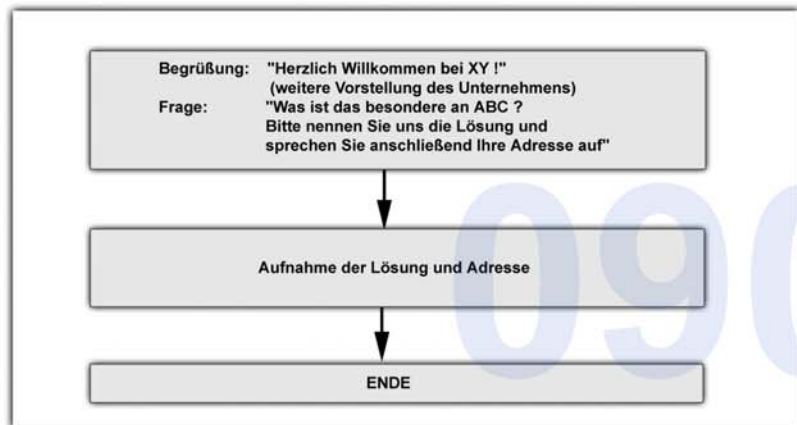 Begrüßung: "Herzlich Willkommen bei XY !"
(weitere Vorstellung des Unternehmens)
Frage: "Was ist das besondere an ABC ?
Bitte nennen Sie uns die Lösung und
sprechen Sie anschließend Ihre Adresse auf"
Aufnahme der Lösung und Adresse
090
ENDE